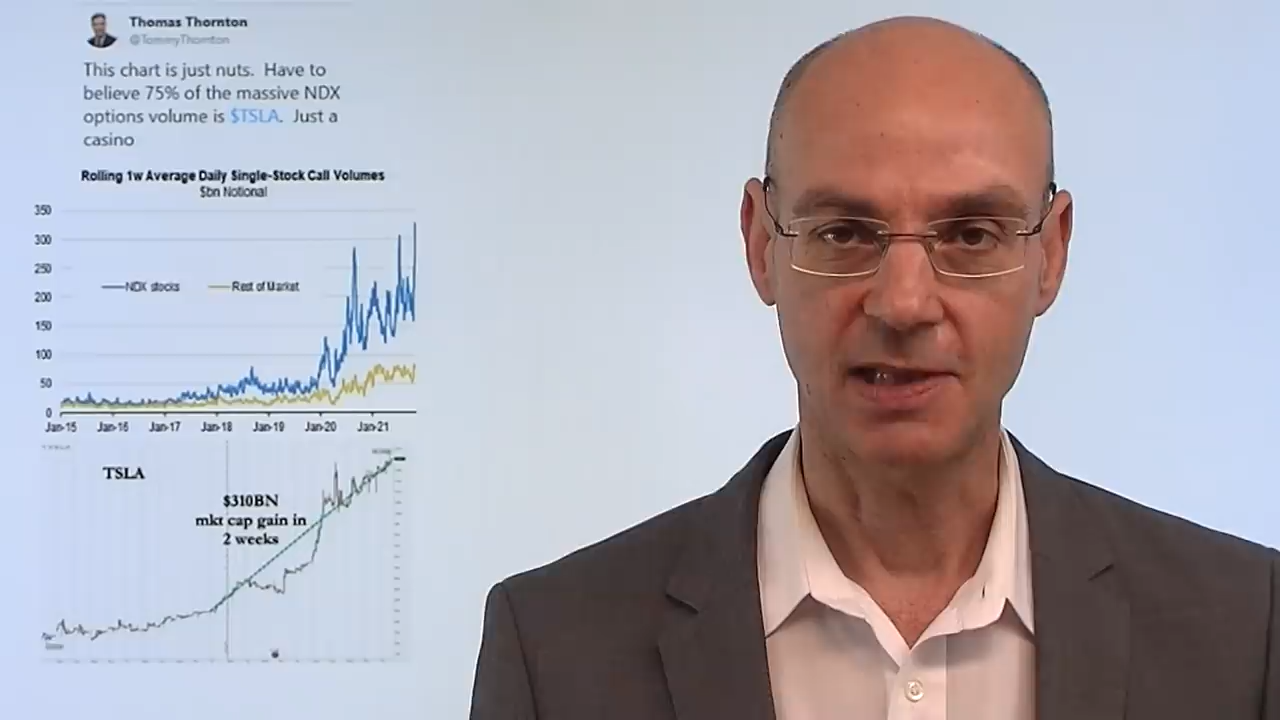 Thomas Thornton
@TommyThornton
This chart is just nuts.  Have to
believe 75% of the massive NDX
options volume is $TSLA.  Just a
casino
Rolling 1w Average Daily Single-Stock Call Volumes
$bn Notional
350
300
250
200
150
100
50
0
NDX stocks
Rest of Market
Jan-15 Jan-16 Jan-17 Jan-18 Jan-19 Jan-20 Jan-21
TSLA
$310BN
mkt cap gain in
2 weeks